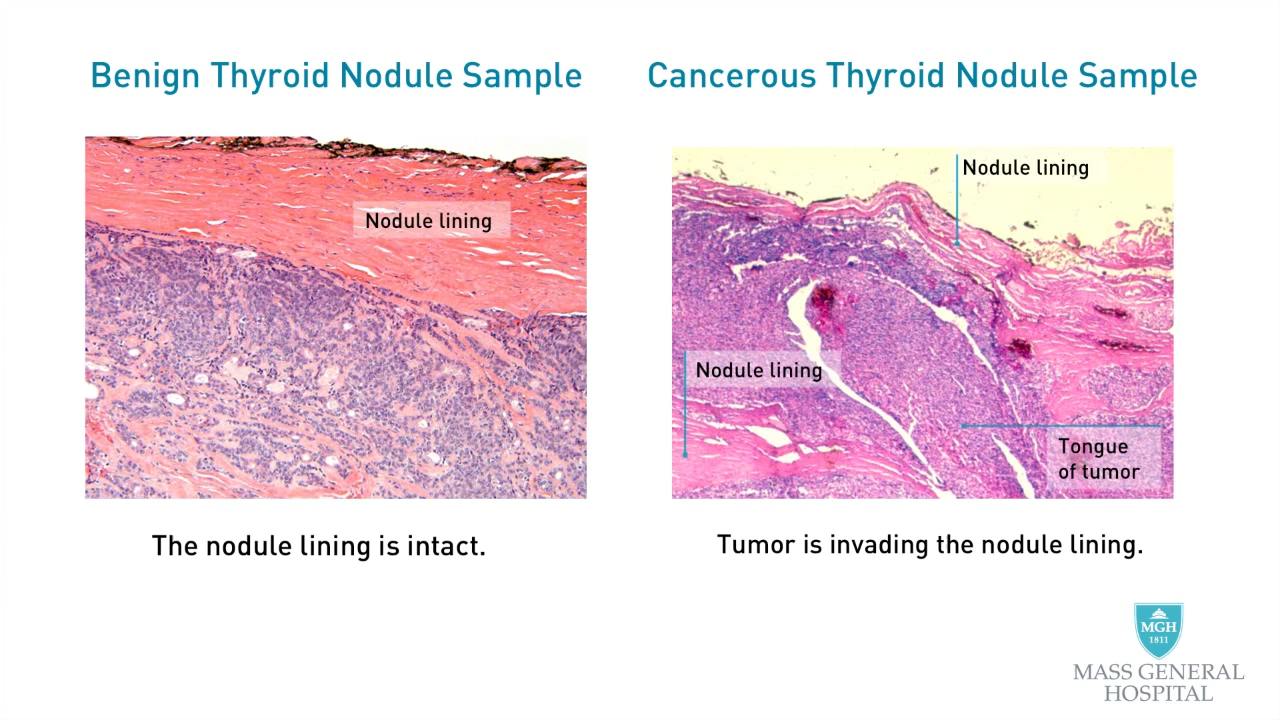 Benign Thyroid Nodule Sample
Cancerous Thyroid Nodule Sample
Nodule lining
Nodule lining
Nodule lining
Tongue
of tumor
The nodule lining is intact.
Tumor is invading the nodule lining.
MGH
1811
MASS GENERAL
HOSPITAL